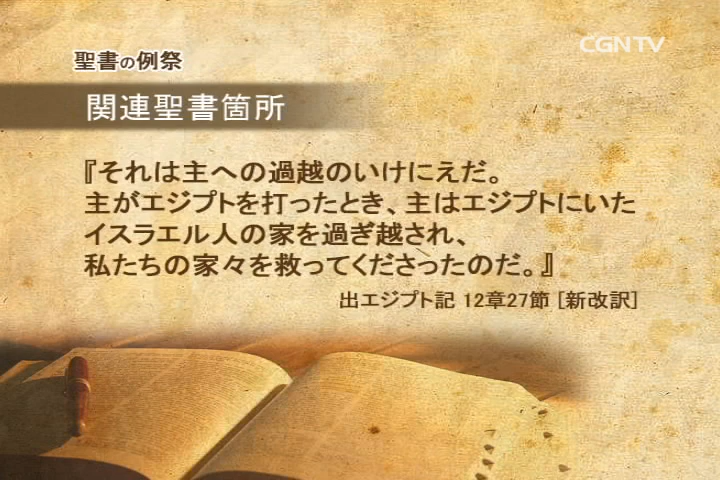 CGNTV
聖書の例祭
関連聖書箇所
『それは主への過越のいけにえだ。
主がエジプトを打ったとき、主はエジプトにいた
イスラエル人の家を過ぎ越され、
私たちの家々を救ってくださったのだ。』
出エジプト記 12章27節 [新改訳]